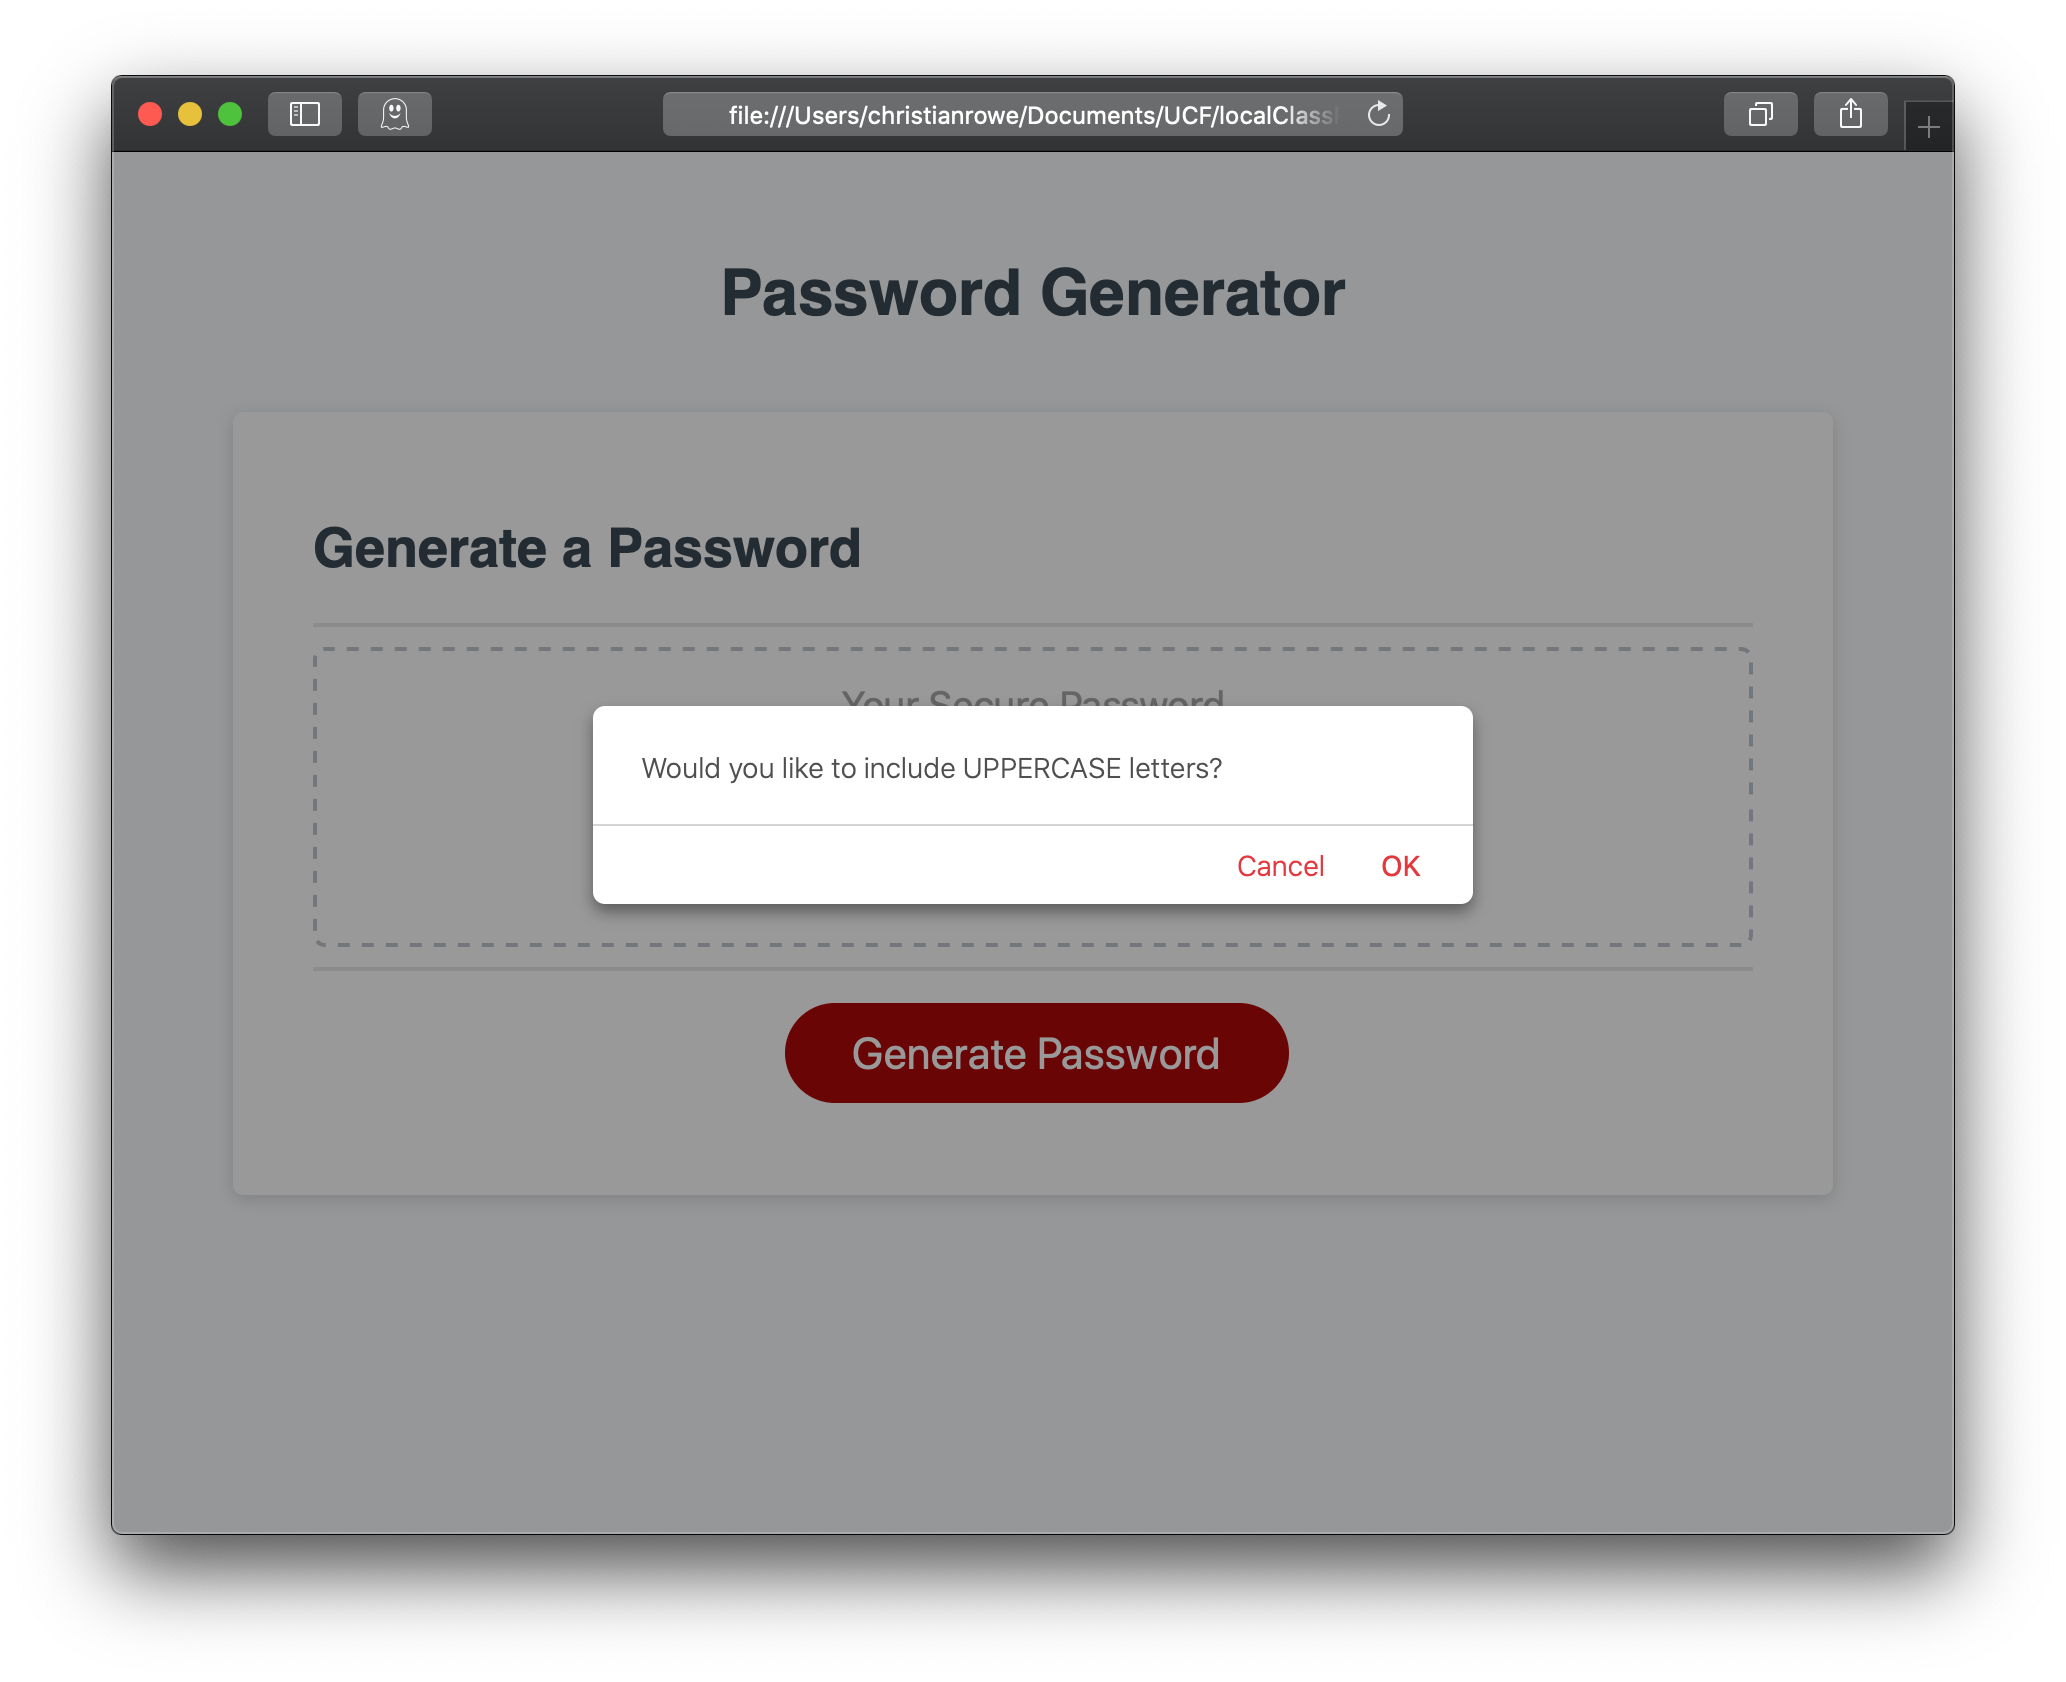 file:///Users/christianrowe/Documents/UCF/localClass
Password Generator
Generate a Password
Your Secure Password
Would you like to include UPPERCASE letters?
Cancel OK
Generate Password